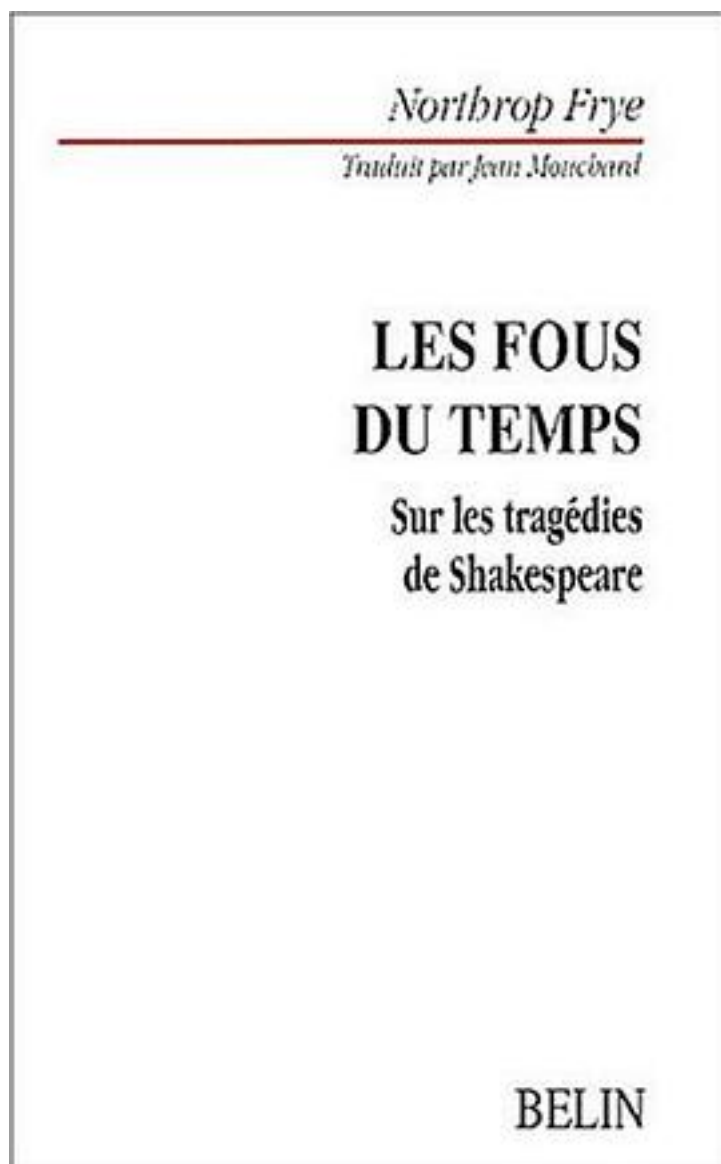 Northrop Frye
Traduit par Jean Mouchard
LES FOUS
DU TEMPS
Sur les tragédies
de Shakespeare
BELIN